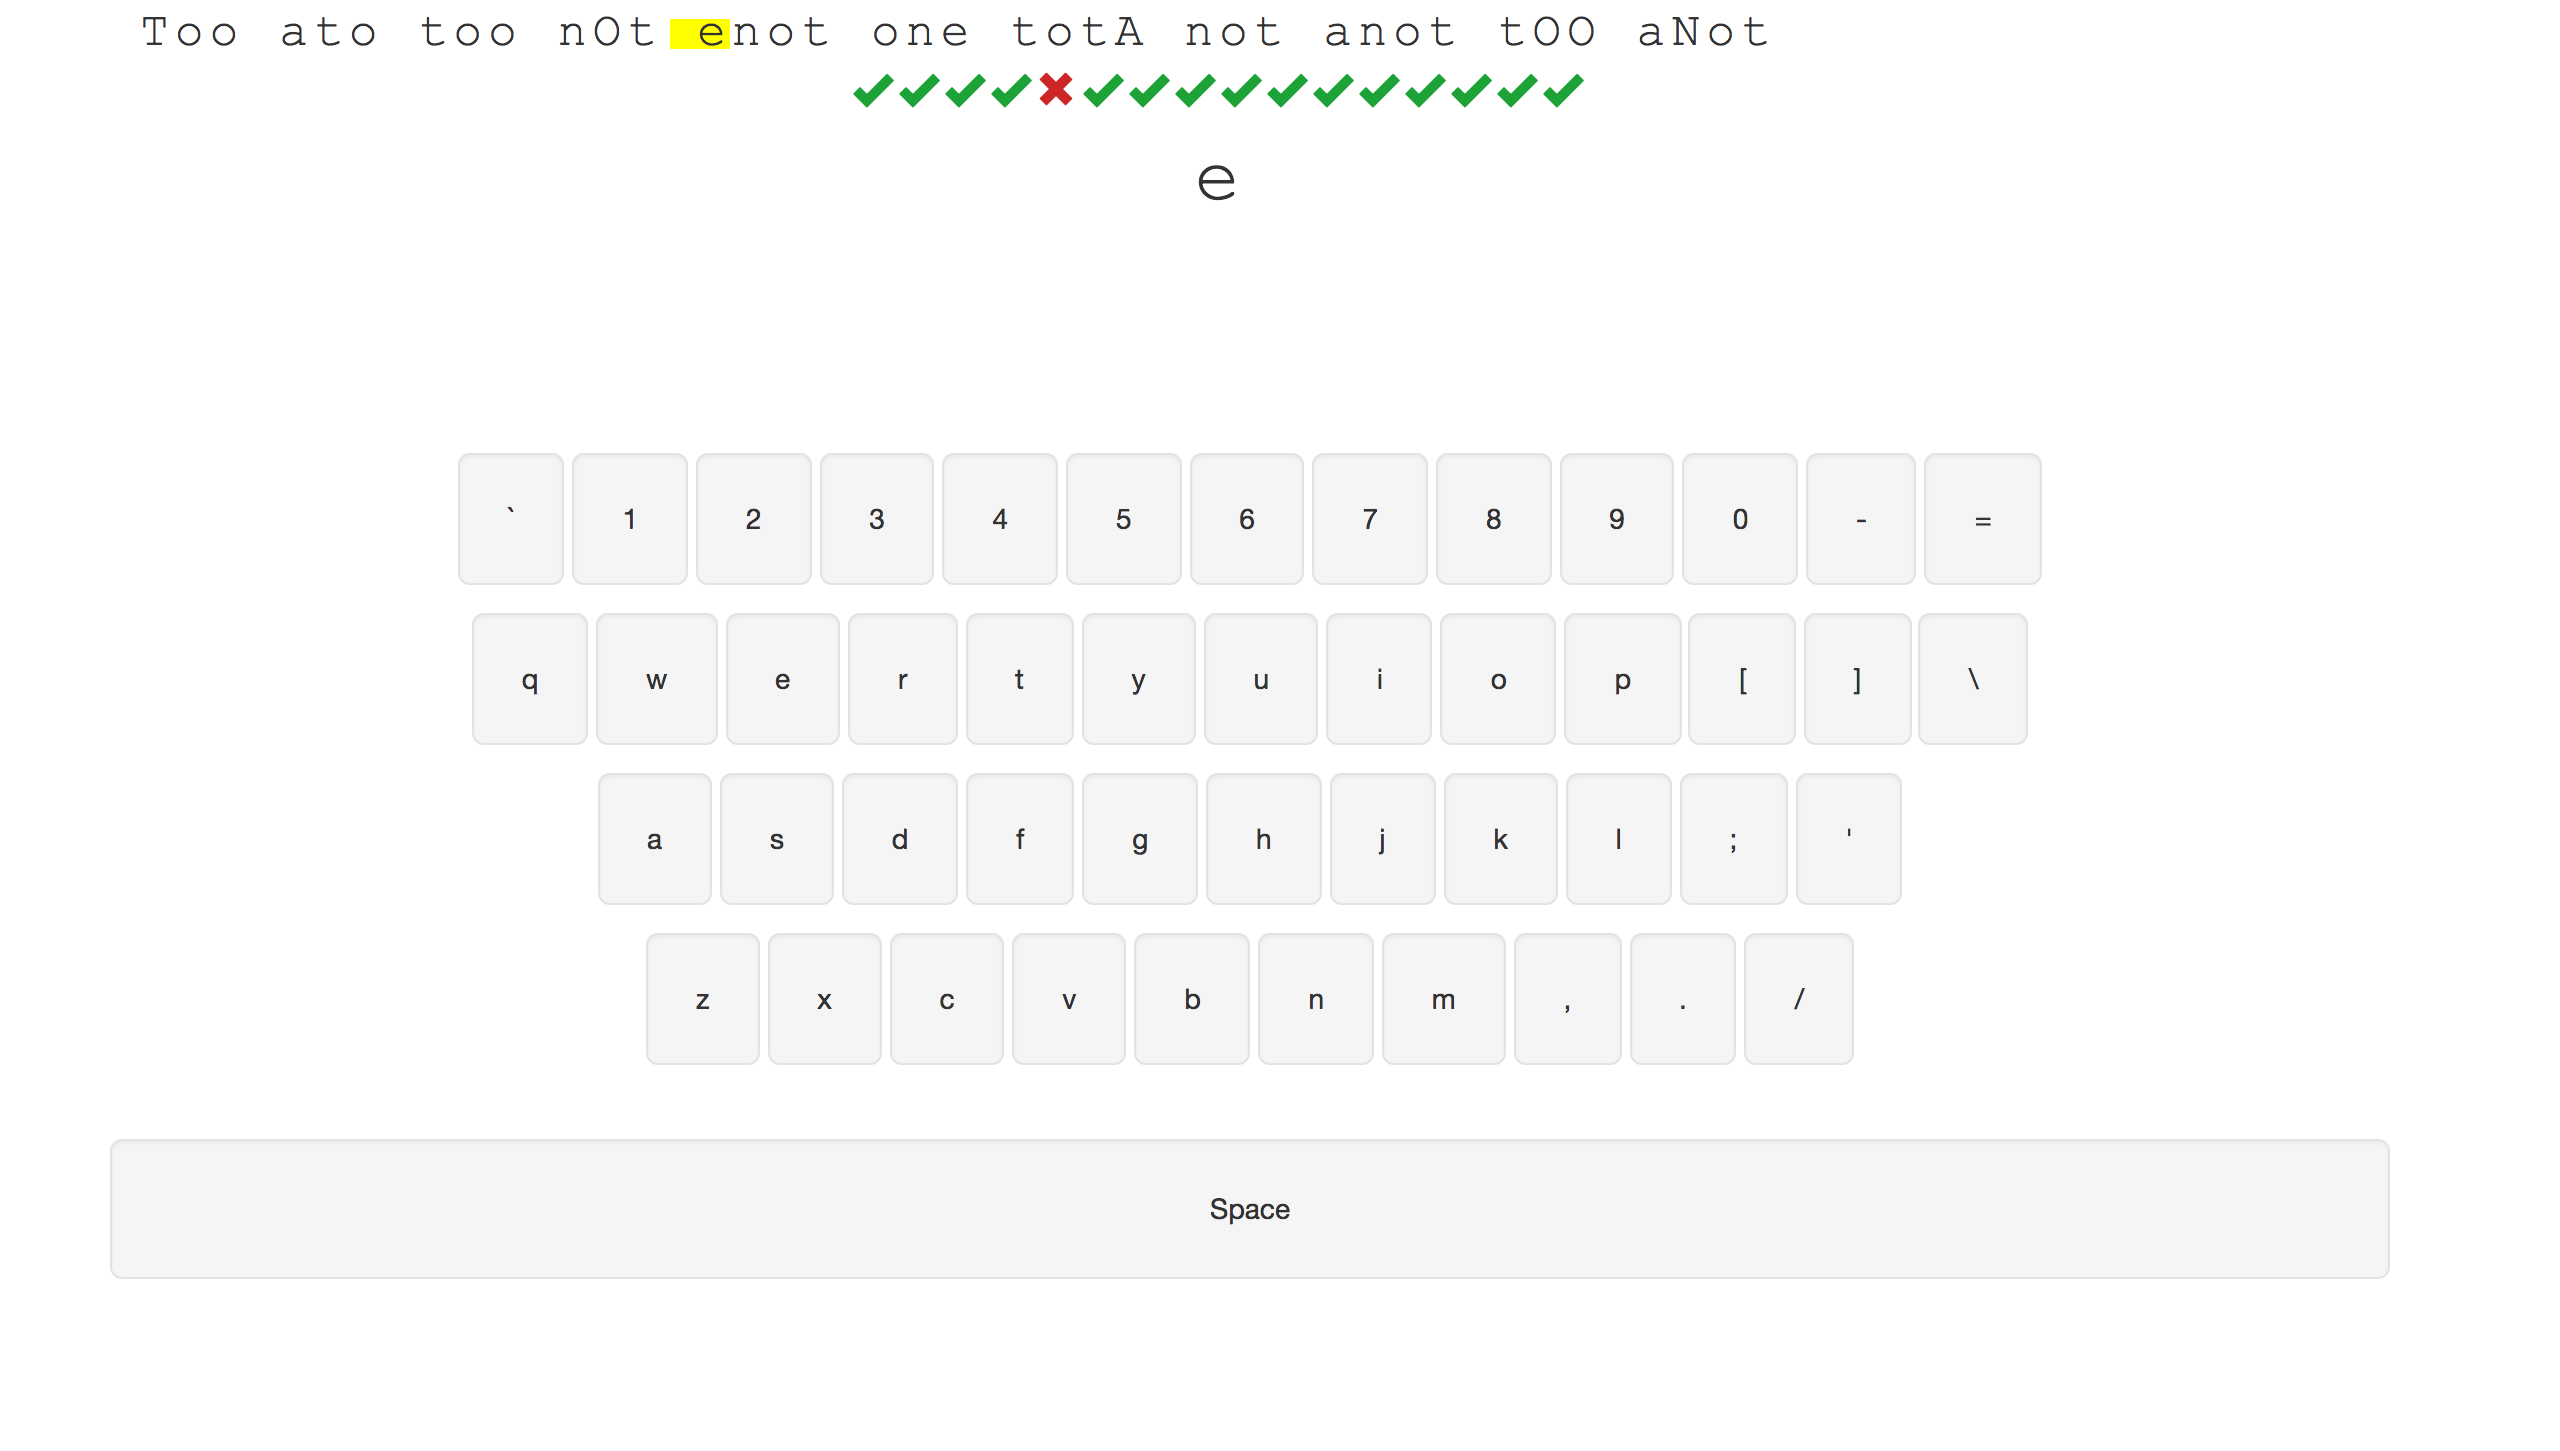 Too ato too nOt enot one totA not anot tOO aNot
e
` 1 2 3 4 5 6 7 8 9 0 - =
q w e r t y u i o p [ ] \
a s d f g h j k l ; '
z x c v b n m , . /
Space